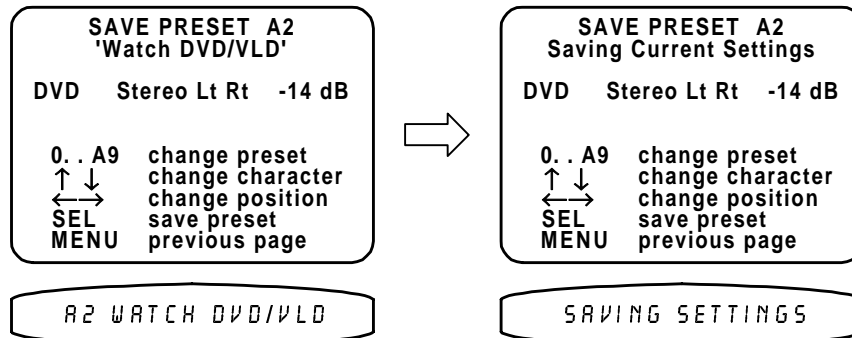 SAVE PRESET A2
'Watch DVD/VLD'
DVD Stereo Lt Rt -14 dB
0. . A9 change preset
↑ ↓ change character
←→ change position
SEL save preset
MENU previous page
A2 WATCH DVD/VLD
SAVE PRESET A2
Saving Current Settings
DVD Stereo Lt Rt -14 dB
0. . A9 change preset
↑ ↓ change character
←→ change position
SEL save preset
MENU previous page
SAVING SETTINGS